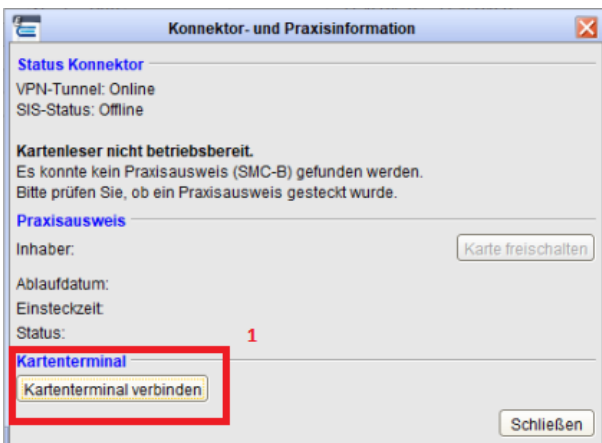 Konnektor- und Praxisinformation
Status Konnektor
VPN-Tunnel: Online
SIS-Status: Offline
Kartenleser nicht betriebsbereit.
Es konnte kein Praxisausweis (SMC-B) gefunden werden.
Bitte prüfen Sie, ob ein Praxisausweis gesteckt wurde.
Praxisausweis
Inhaber: Karte freischalten
Ablaufdatum:
Einsteckzeit:
Status: 1
Kartenterminal
Kartenterminal verbinden
Schließen